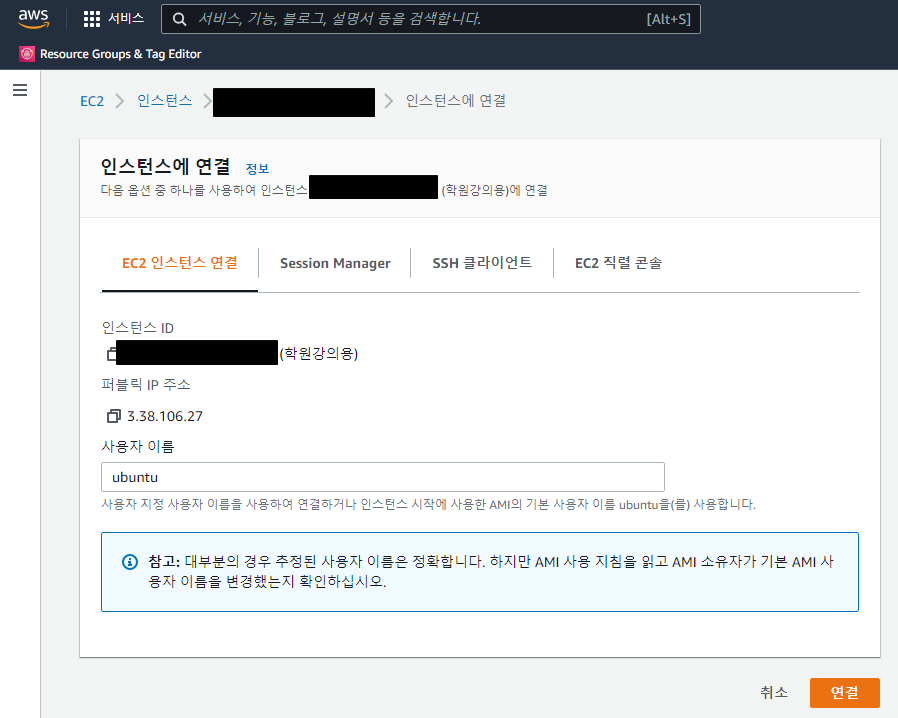 aws
서비스
서비스, 기능, 블로그, 설명서 등을 검색합니다.
[Alt+S]
Resource Groups & Tag Editor
EC2 > 인스턴스 > > 인스턴스에 연결
인스턴스에 연결 정보
다음 옵션 중 하나를 사용하여 인스턴스 (학원강의용)에 연결
EC2 인스턴스 연결
Session Manager
SSH 클라이언트
EC2 직렬 콘솔
인스턴스 ID
(학원강의용)
퍼블릭 IP 주소
3.38.106.27
사용자 이름
ubuntu
사용자 지정 사용자 이름을 사용하여 연결하거나 인스턴스 시작에 사용한 AMI의 기본 사용자 이름 ubuntu을(를) 사용합니다.
참고: 대부분의 경우 추정된 사용자 이름은 정확합니다. 하지만 AMI 사용 지침을 읽고 AMI 소유자가 기본 AMI 사
용자 이름을 변경했는지 확인하십시오.
취소
연결